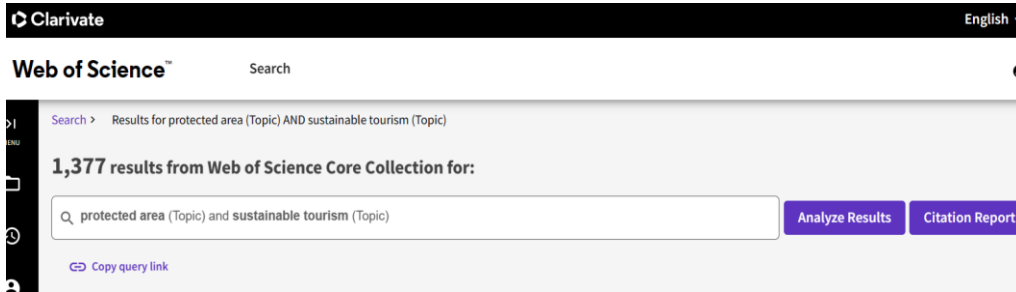 Clarivate
English
Web of Science™
Search
Search > Results for protected area (Topic) AND sustainable tourism (Topic)
MENU
1,377 results from Web of Science Core Collection for:
protected area (Topic) and sustainable tourism (Topic)
Analyze Results
Citation Report
Copy query link